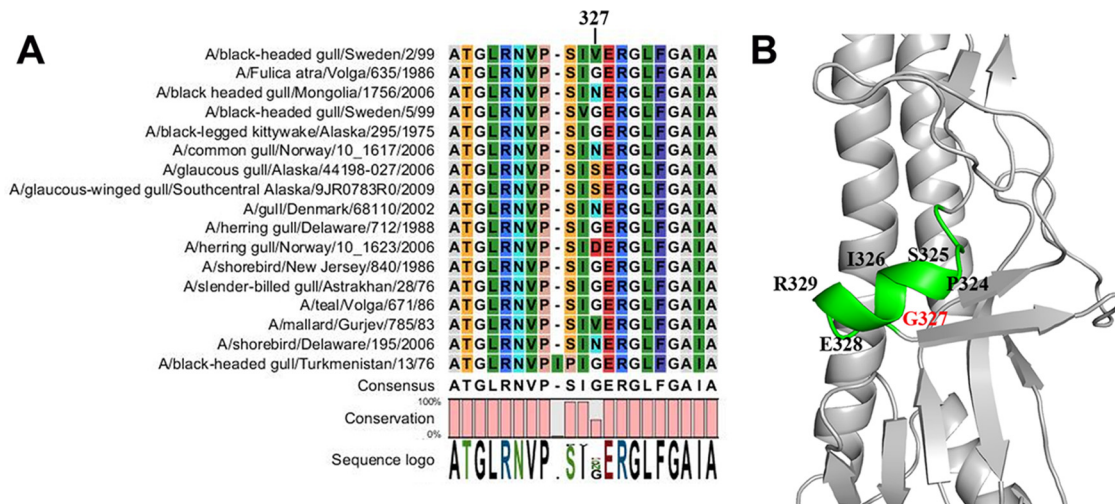 A
327
A/black-headed gull/Sweden/2/99 ATGLRNVP-SIVERGLFGAIA
A/Fulica atra/Volga/635/1986 ATGLRNVP-SIGERGLFGAIA
A/black headed gull/Mongolia/1756/2006 ATGLRNVP-SINERGLFGAIA
A/black-headed gull/Sweden/5/99 ATGLRNVP-SVGERGLFGAIA
A/black-legged kittywake/Alaska/295/1975 ATGLRNVP-SIGERGLFGAIA
A/common gull/Norway/10_1617/2006 ATGLRNVP-SINERGLFGAIA
A/glaucous gull/Alaska/44198-027/2006 ATGLRNVP-SISERGLFGAIA
A/glaucous-winged gull/Southcentral Alaska/9JR0783R0/2009 ATGLRNVP-SISERGLFGAIA
A/gull/Denmark/68110/2002 ATGLRNVP-SINERGLFGAIA
A/herring gull/Delaware/712/1988 ATGLRNVP-SIGERGLFGAIA
A/herring gull/Norway/10_1623/2006 ATGLRNVP-SIDERGLFGAIA
A/shorebird/New Jersey/840/1986 ATGLRNVP-SIGERGLFGAIA
A/slender-billed gull/Astrakhan/28/76 ATGLRNVP-SIGERGLFGAIA
A/teal/Volga/671/86 ATGLRNVP-SIGERGLFGAIA
A/mallard/Gurjev/785/83 ATGLRNVP-SIVERGLFGAIA
A/shorebird/Delaware/195/2006 ATGLRNVP-SINERGLFGAIA
A/black-headed gull/Turkmenistan/13/76 ATGLRNVPIPIGERGLFGAIA
Consensus ATGLRNVP-SIGERGLFGAIA
100%
Conservation
0%
Sequence logo ATGLRNVP.SIGERGLFGAIA
B
I326
S325
R329
P324
G327
E328